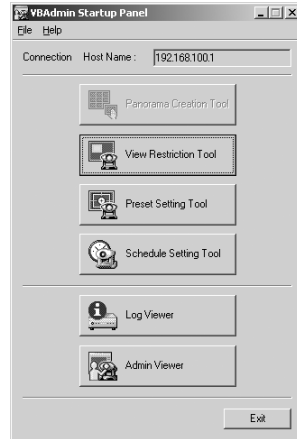 VBAdmin Startup Panel
File Help
Connection Host Name : 192.168.100.1
Panorama Creation Tool
View Restriction Tool
Preset Setting Tool
Schedule Setting Tool
Log Viewer
Admin Viewer
Exit